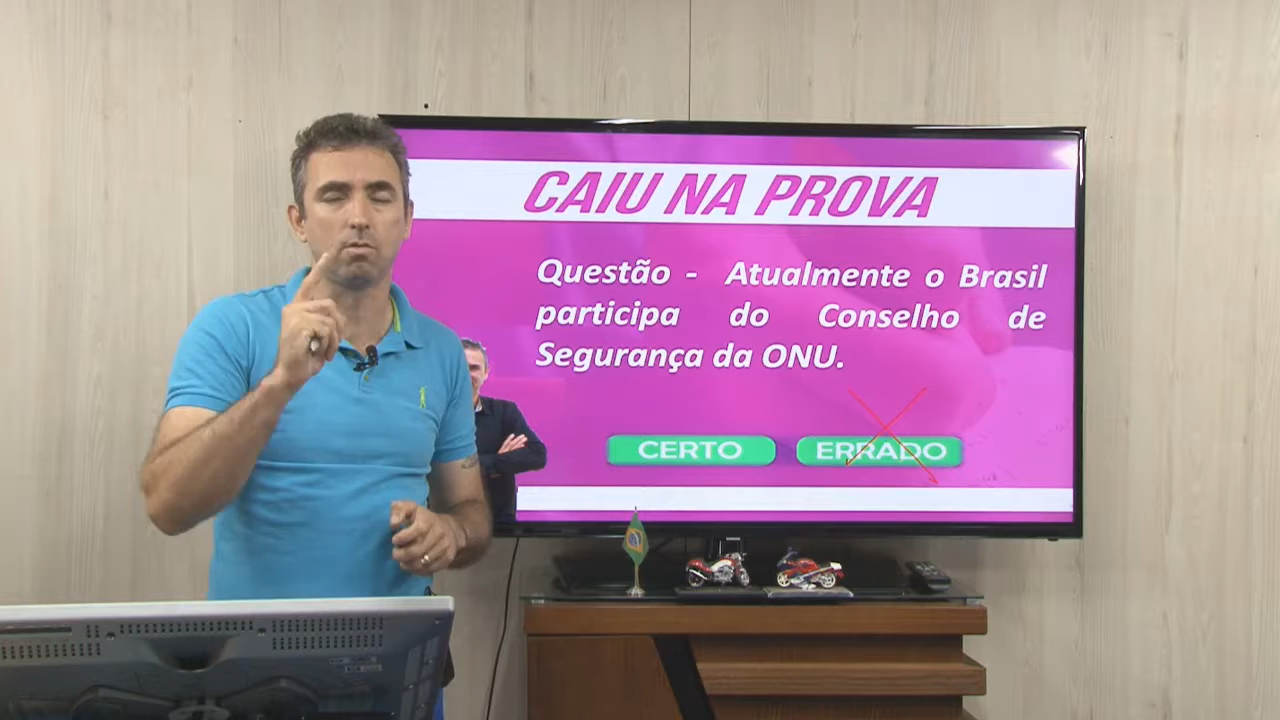 CAIU NA PROVA
Questão - Atualmente o Brasil
participa do Conselho de
Segurança da ONU.
CERTO ERRADO